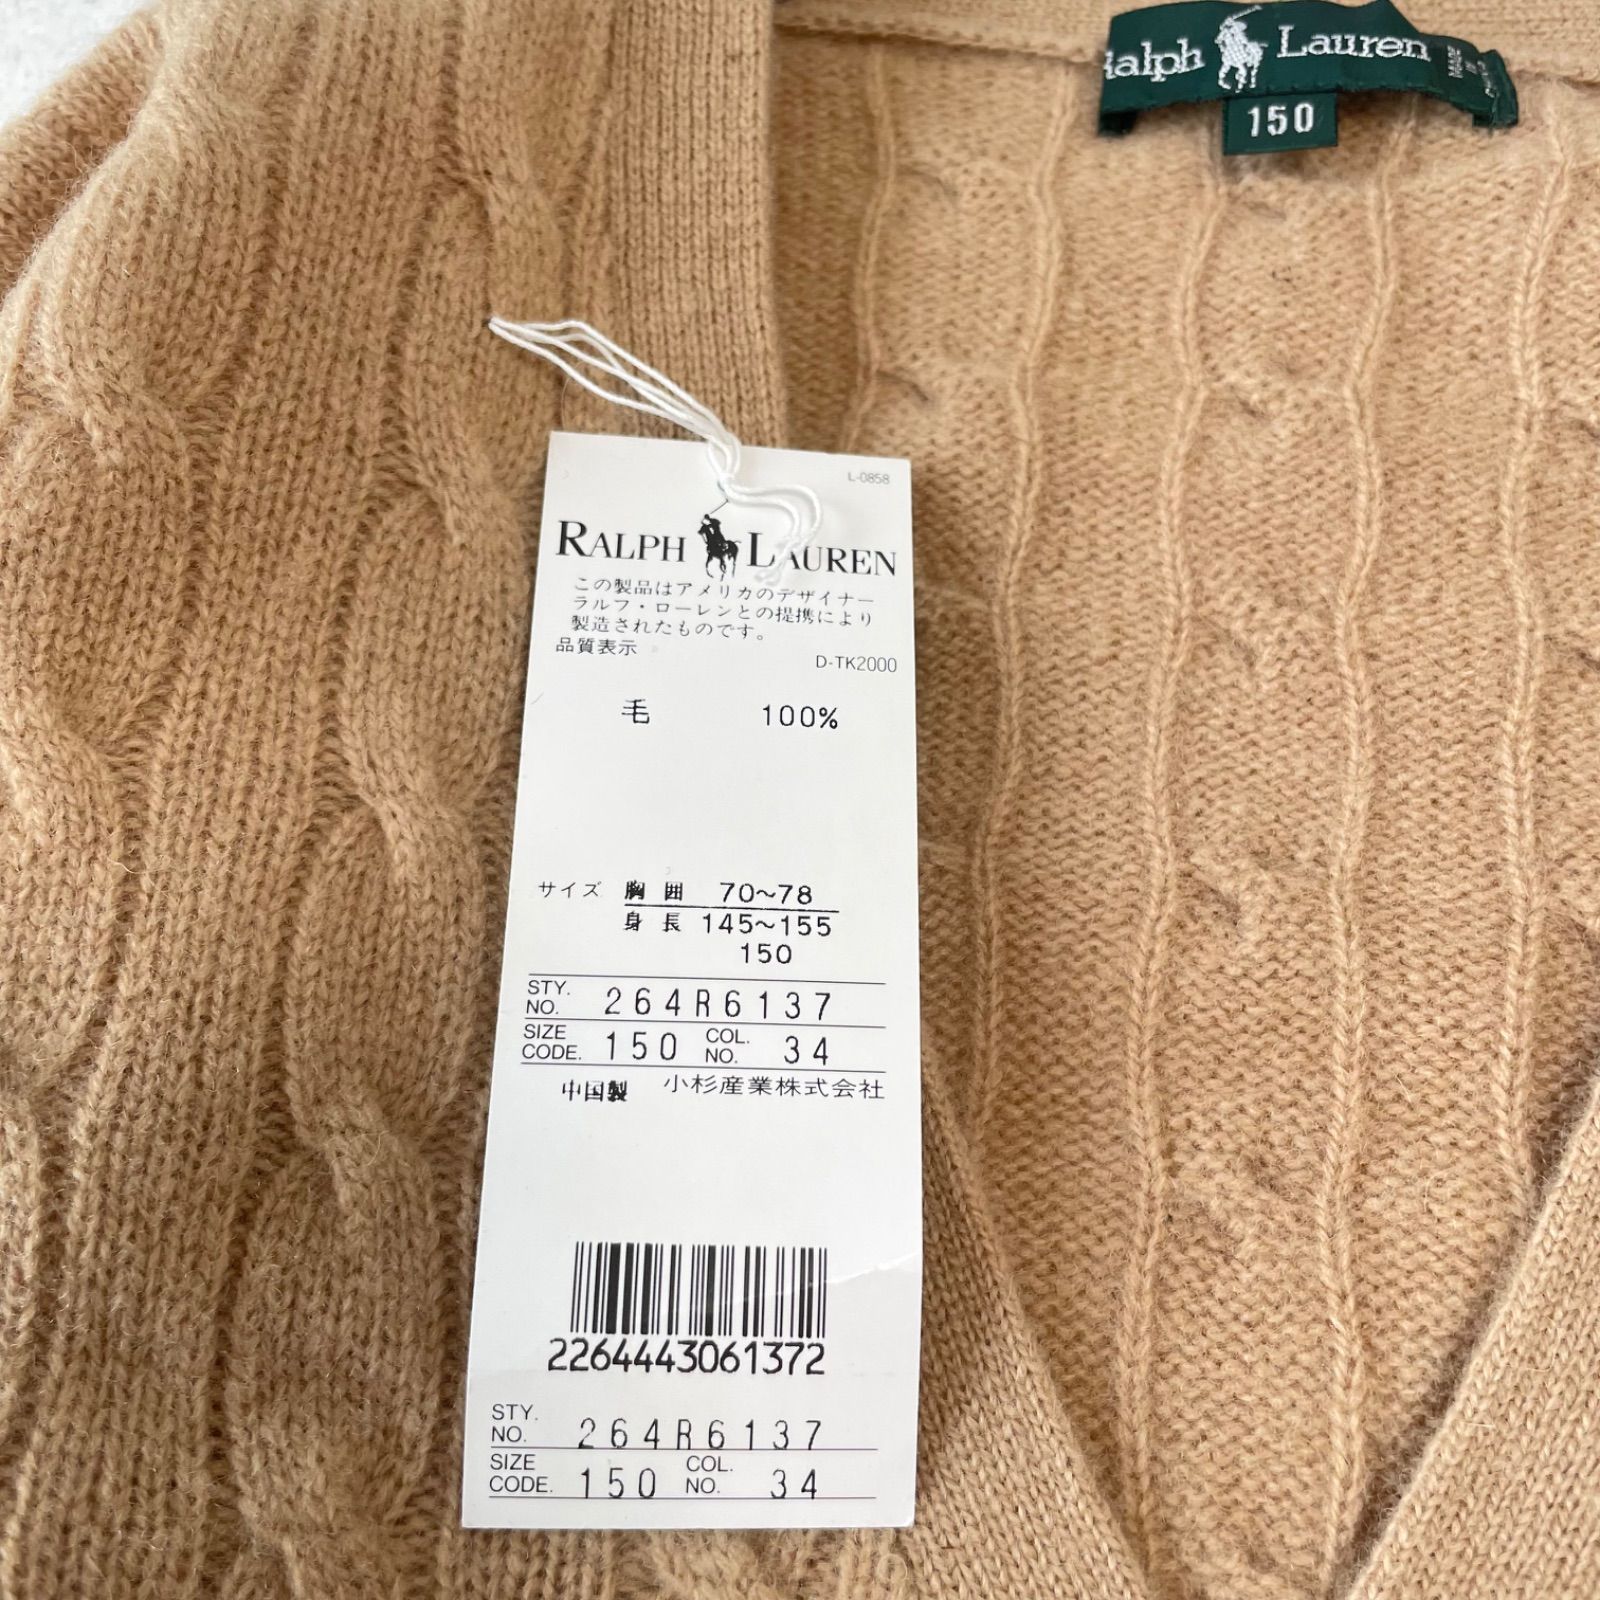 Ralph Lauren
150
L-0858
RALPH LAUREN
この製品はアメリカのデザイナー
ラルフ・ローレンとの提携により
製造されたものです。
品質表示
D-TK2000
毛 100%
サイズ 胸囲 70~78
身長 145~155
150
STY. NO. 264R6137
SIZE CODE. 150 COL. NO. 34
中国製 小杉産業株式会社
2264443061372
STY. NO. 264R6137
SIZE CODE. 150 COL. NO. 34